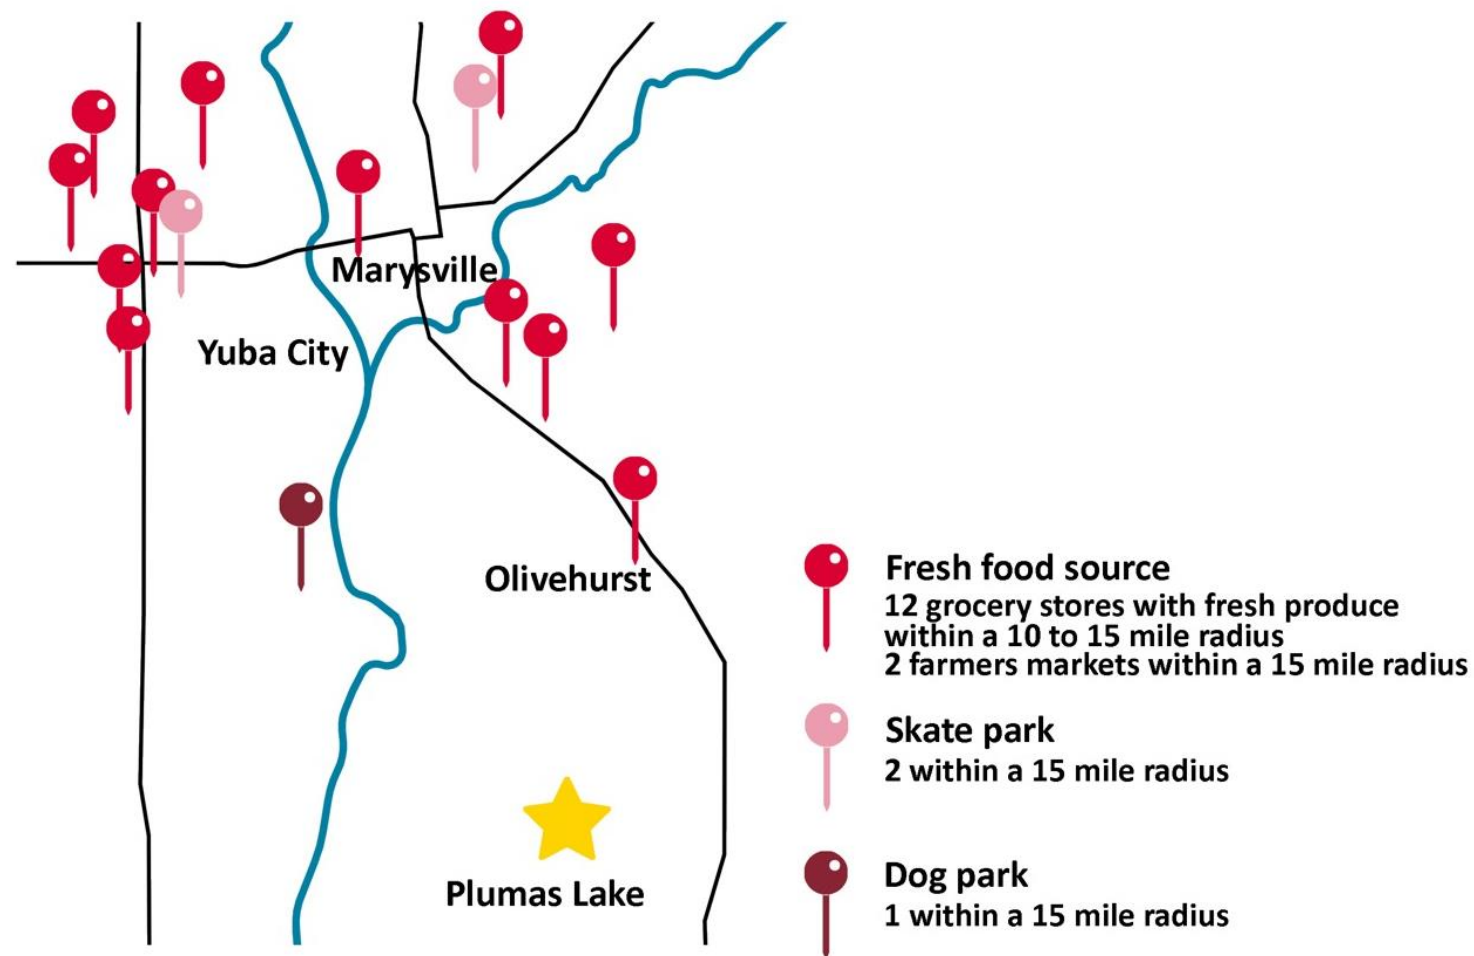 Marysville
Yuba City
Olivehurst
Plumas Lake
Fresh food source
12 grocery stores with fresh produce
within a 10 to 15 mile radius
2 farmers markets within a 15 mile radius
Skate park
2 within a 15 mile radius
Dog park
1 within a 15 mile radius